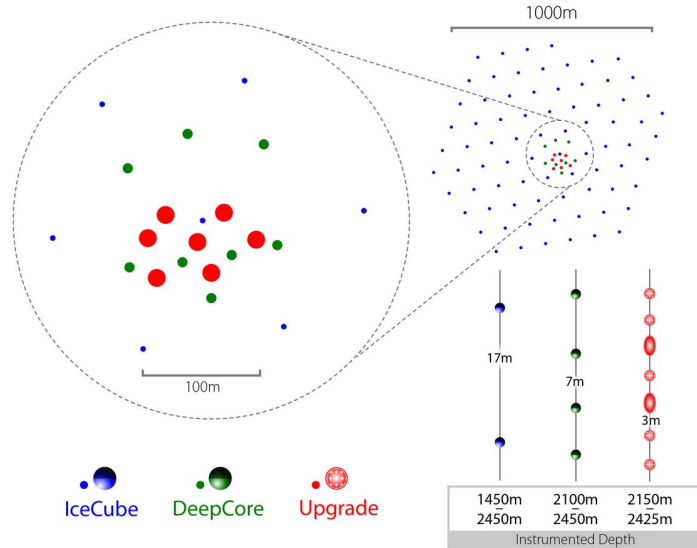 1000m
100m
17m
7m
3m
IceCube
DeepCore
Upgrade
1450m
–
2450m
2100m
–
2450m
2150m
–
2425m
Instrumented Depth